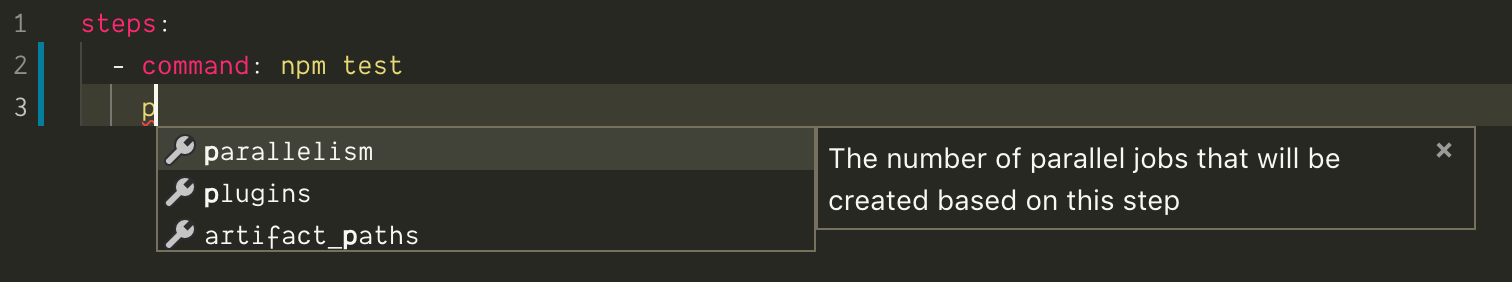 1 steps:
2 - command: npm test
3 p
parallelism
plugins
artifact_paths
The number of parallel jobs that will be
created based on this step